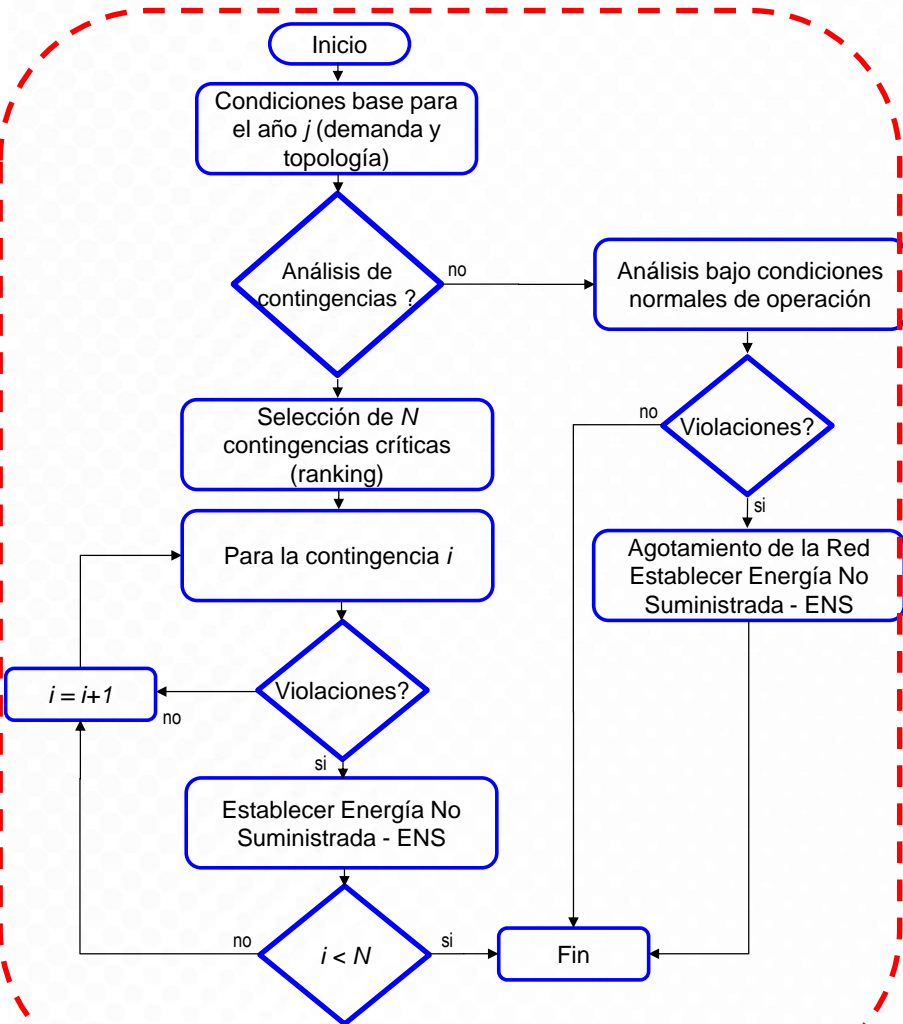 Inicio
Condiciones base para
el año j (demanda y
topología)
Análisis de
contingencias ?
no
Análisis bajo condiciones
normales de operación
Selección de N
contingencias críticas
(ranking)
no
Violaciones?
si
Para la contingencia i
Agotamiento de la Red
Establecer Energía No
Suministrada - ENS
i = i+1
no
Violaciones?
si
Establecer Energía No
Suministrada - ENS
no
i < N
si
Fin